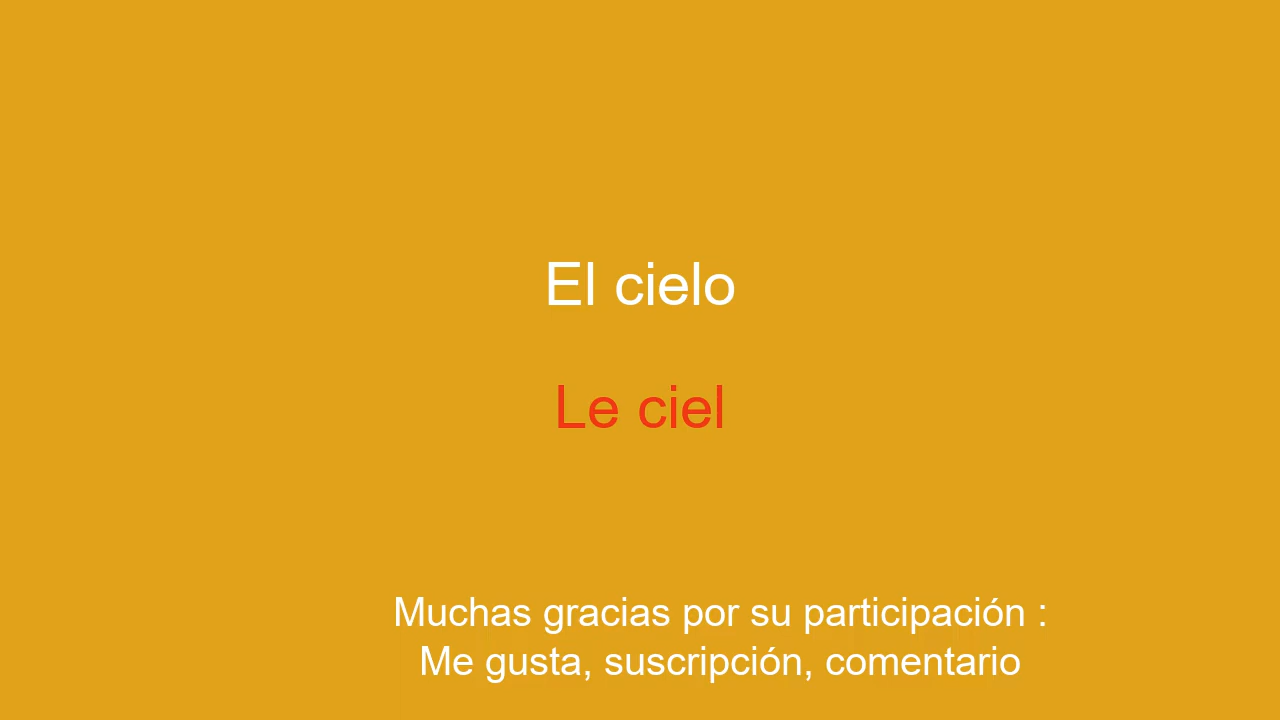 El cielo
Le ciel
Muchas gracias por su participación :
Me gusta, suscripción, comentario